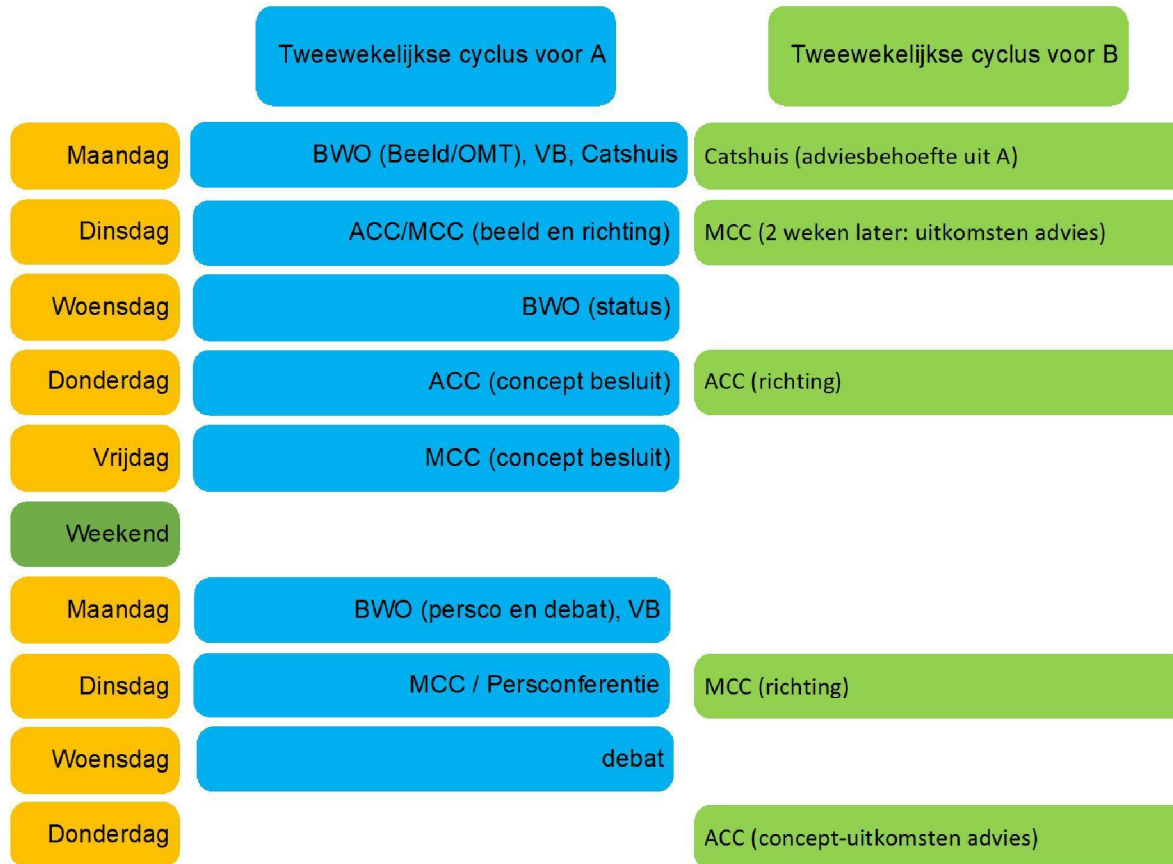 Tweewekelijkse cyclus voor A
Tweewekelijkse cyclus voor B
Maandag
BWO (Beeld/OMT), VB, Catshuis
Catshuis (adviesbehoefte uit A)
Dinsdag
ACC/MCC (beeld en richting)
MCC (2 weken later: uitkomsten advies)
Woensdag
BWO (status)
Donderdag
ACC (concept besluit)
ACC (richting)
Vrijdag
MCC (concept besluit)
Weekend
Maandag
BWO (persco en debat), VB
Dinsdag
MCC / Persconferentie
MCC (richting)
Woensdag
debat
Donderdag
ACC (concept-uitkomsten advies)